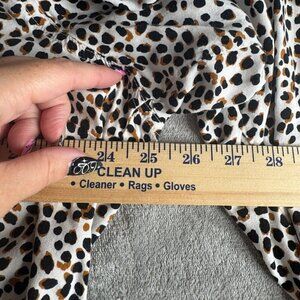 24 25 26 27 28
CLEAN UP
• Cleaner • Rags • Gloves